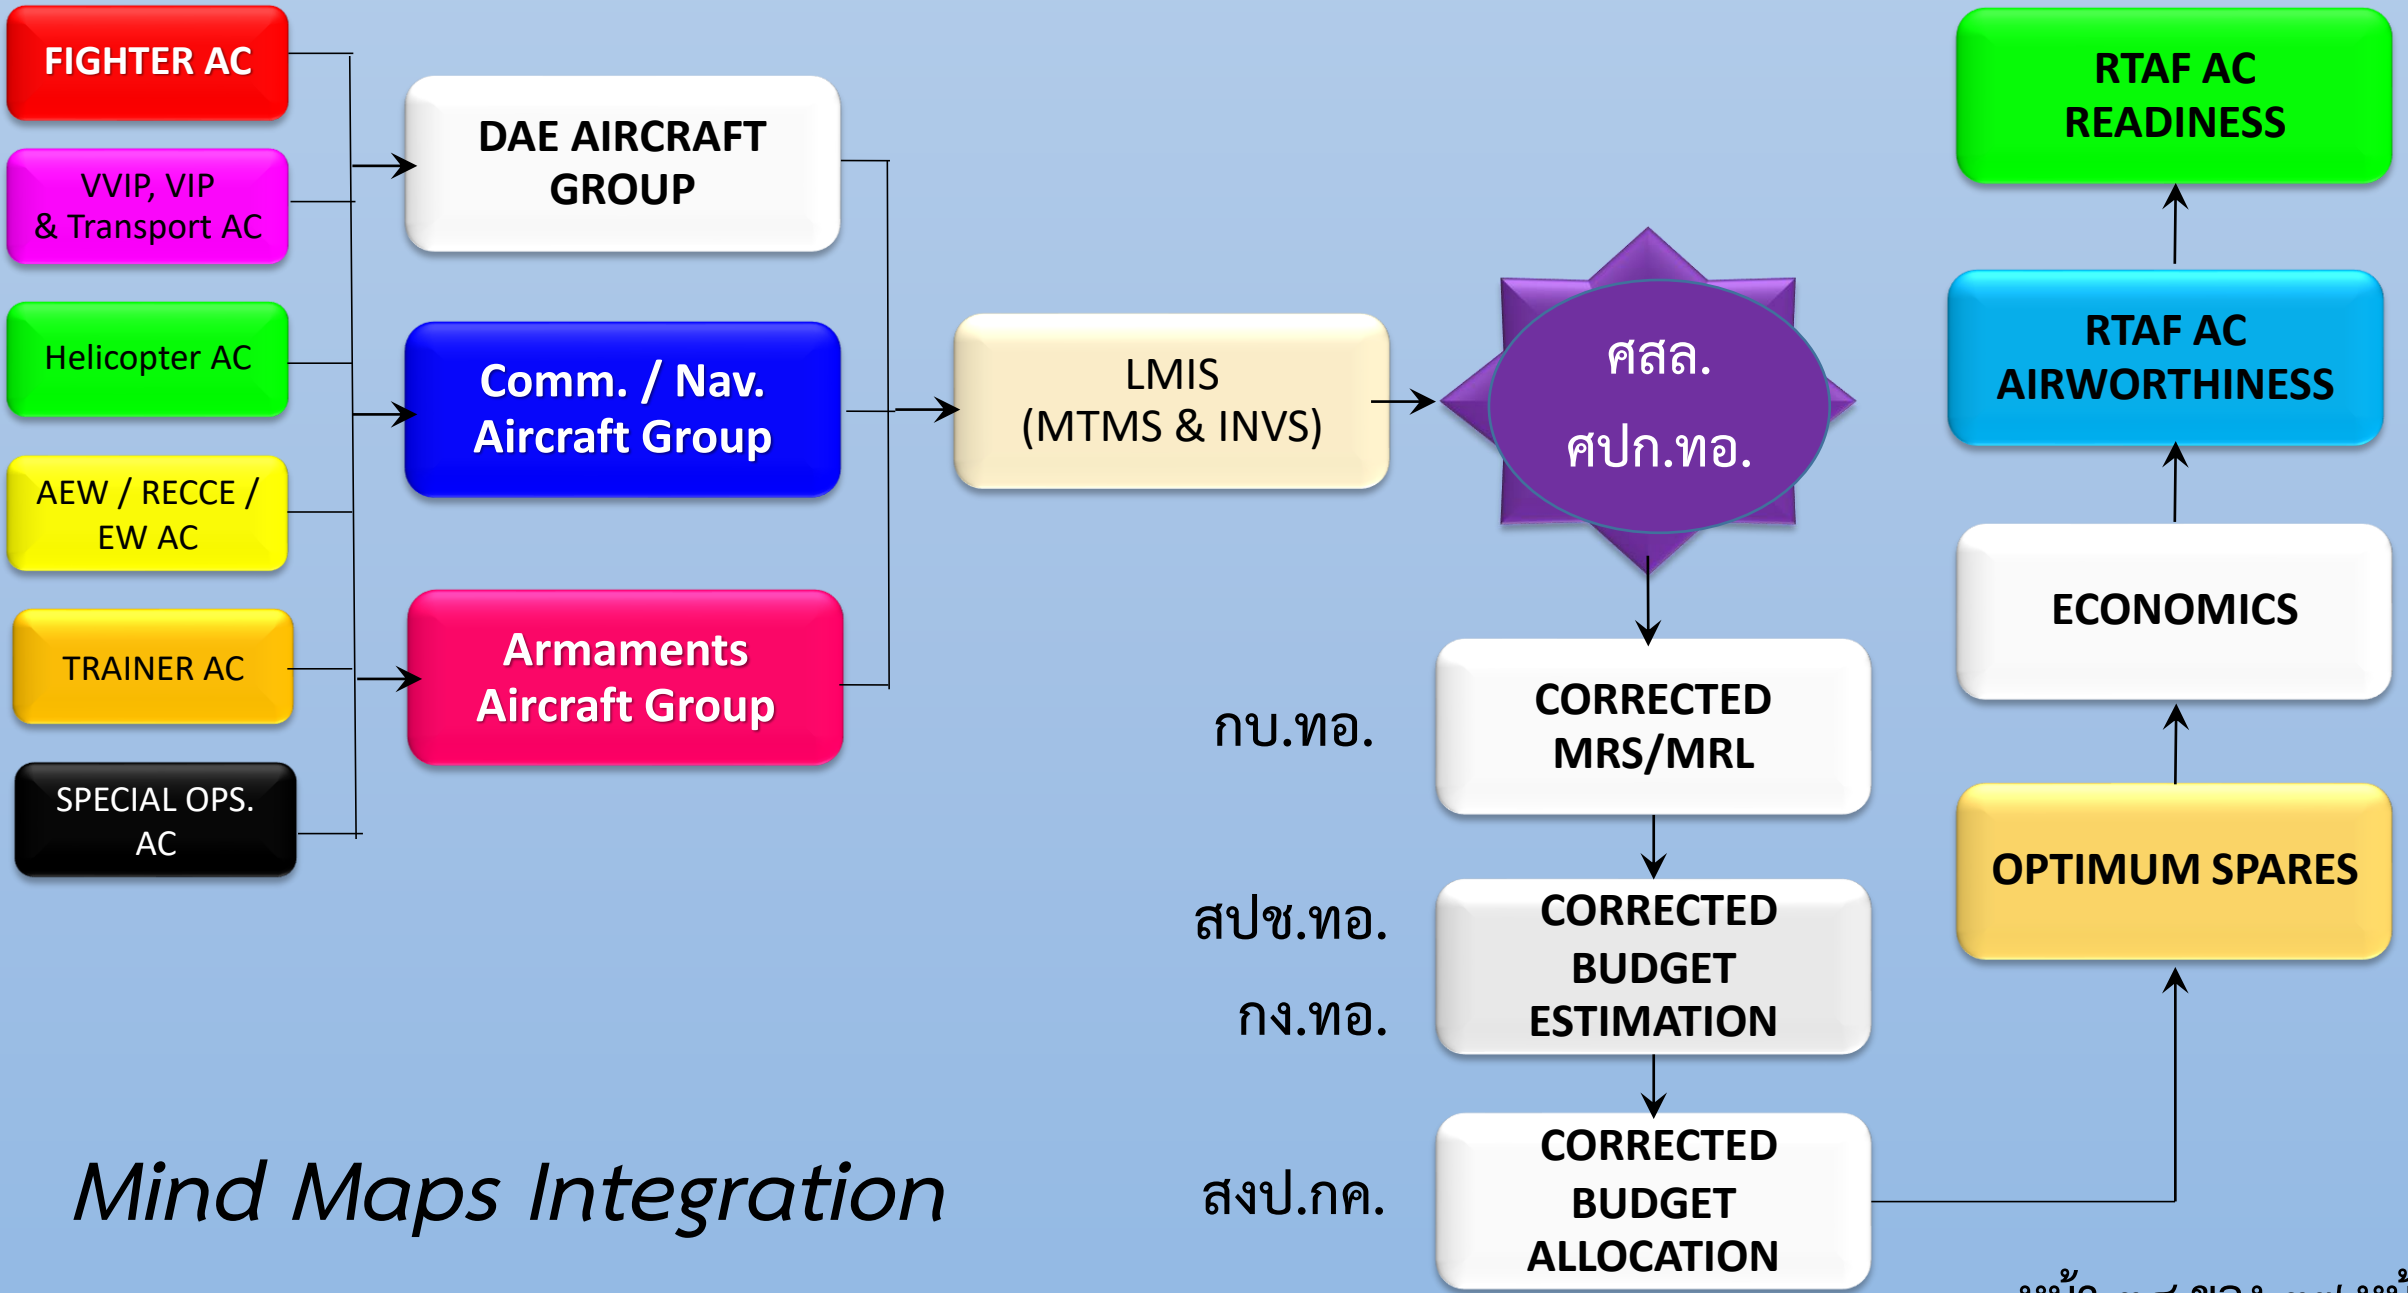 FIGHTER AC
VVIP, VIP
& Transport AC
Helicopter AC
AEW / RECCE /
EW AC
TRAINER AC
SPECIAL OPS.
AC
DAE AIRCRAFT
GROUP
Comm. / Nav.
Aircraft Group
Armaments
Aircraft Group
LMIS
(MTMS & INVS)
ศสล.
ศปก.ทอ.
กบ.ทอ.
CORRECTED
MRS/MRL
สปช.ทอ.
กง.ทอ.
CORRECTED
BUDGET
ESTIMATION
สงป.กค.
CORRECTED
BUDGET
ALLOCATION
RTAF AC
READINESS
RTAF AC
AIRWORTHINESS
ECONOMICS
OPTIMUM SPARES
Mind Maps Integration